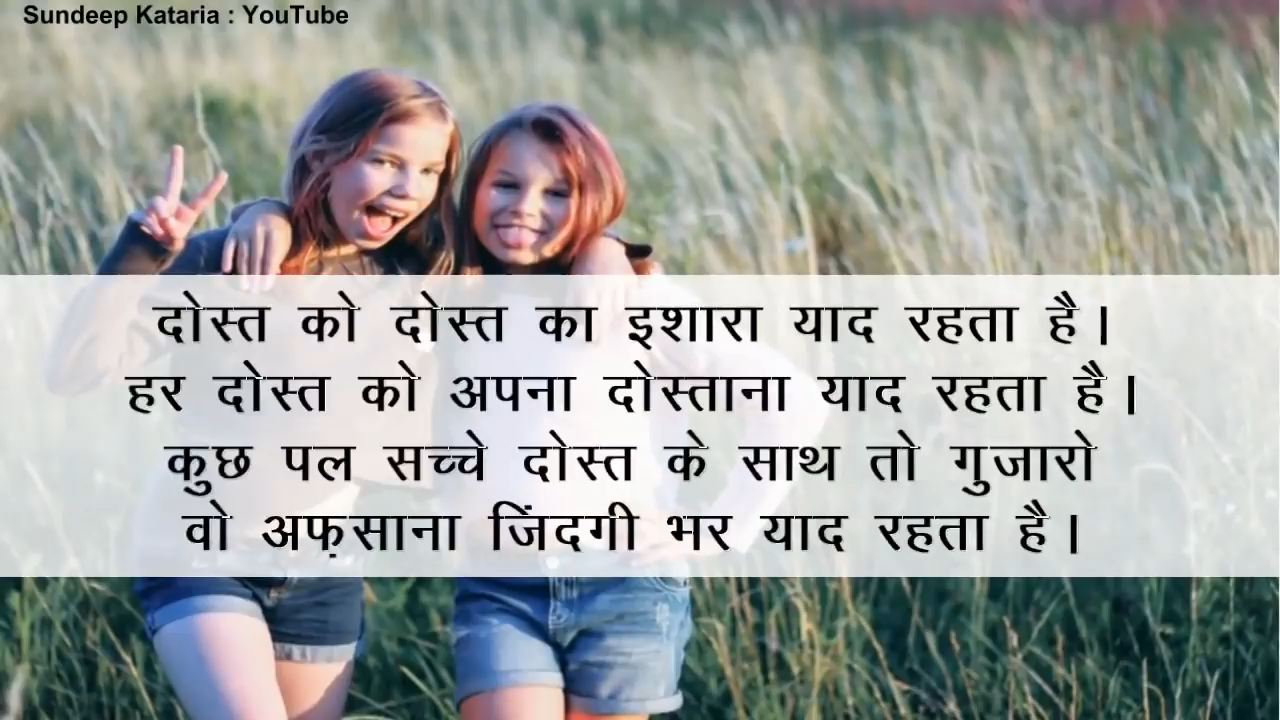 Sundeep Kataria : YouTube
दोस्त को दोस्त का इशारा याद रहता है।
हर दोस्त को अपना दोस्ताना याद रहता है।
कुछ पल सच्चे दोस्त के साथ तो गुजारो
वो अफ़साना जिंदगी भर याद रहता है।